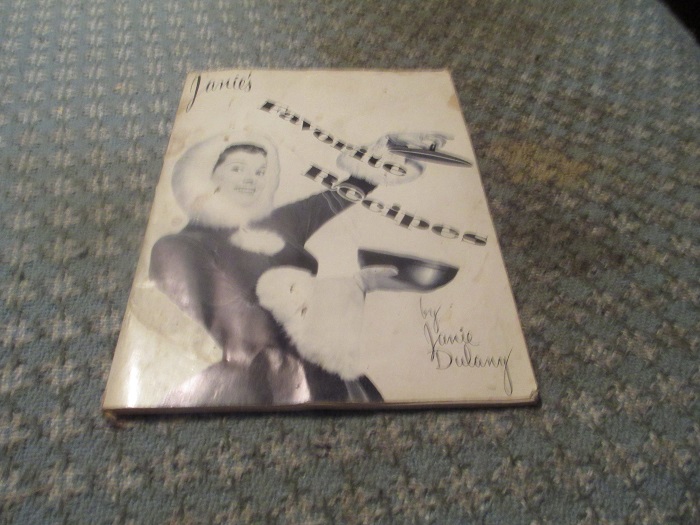 Janie's
Favorite
Recipes
by
Janie
Dulany